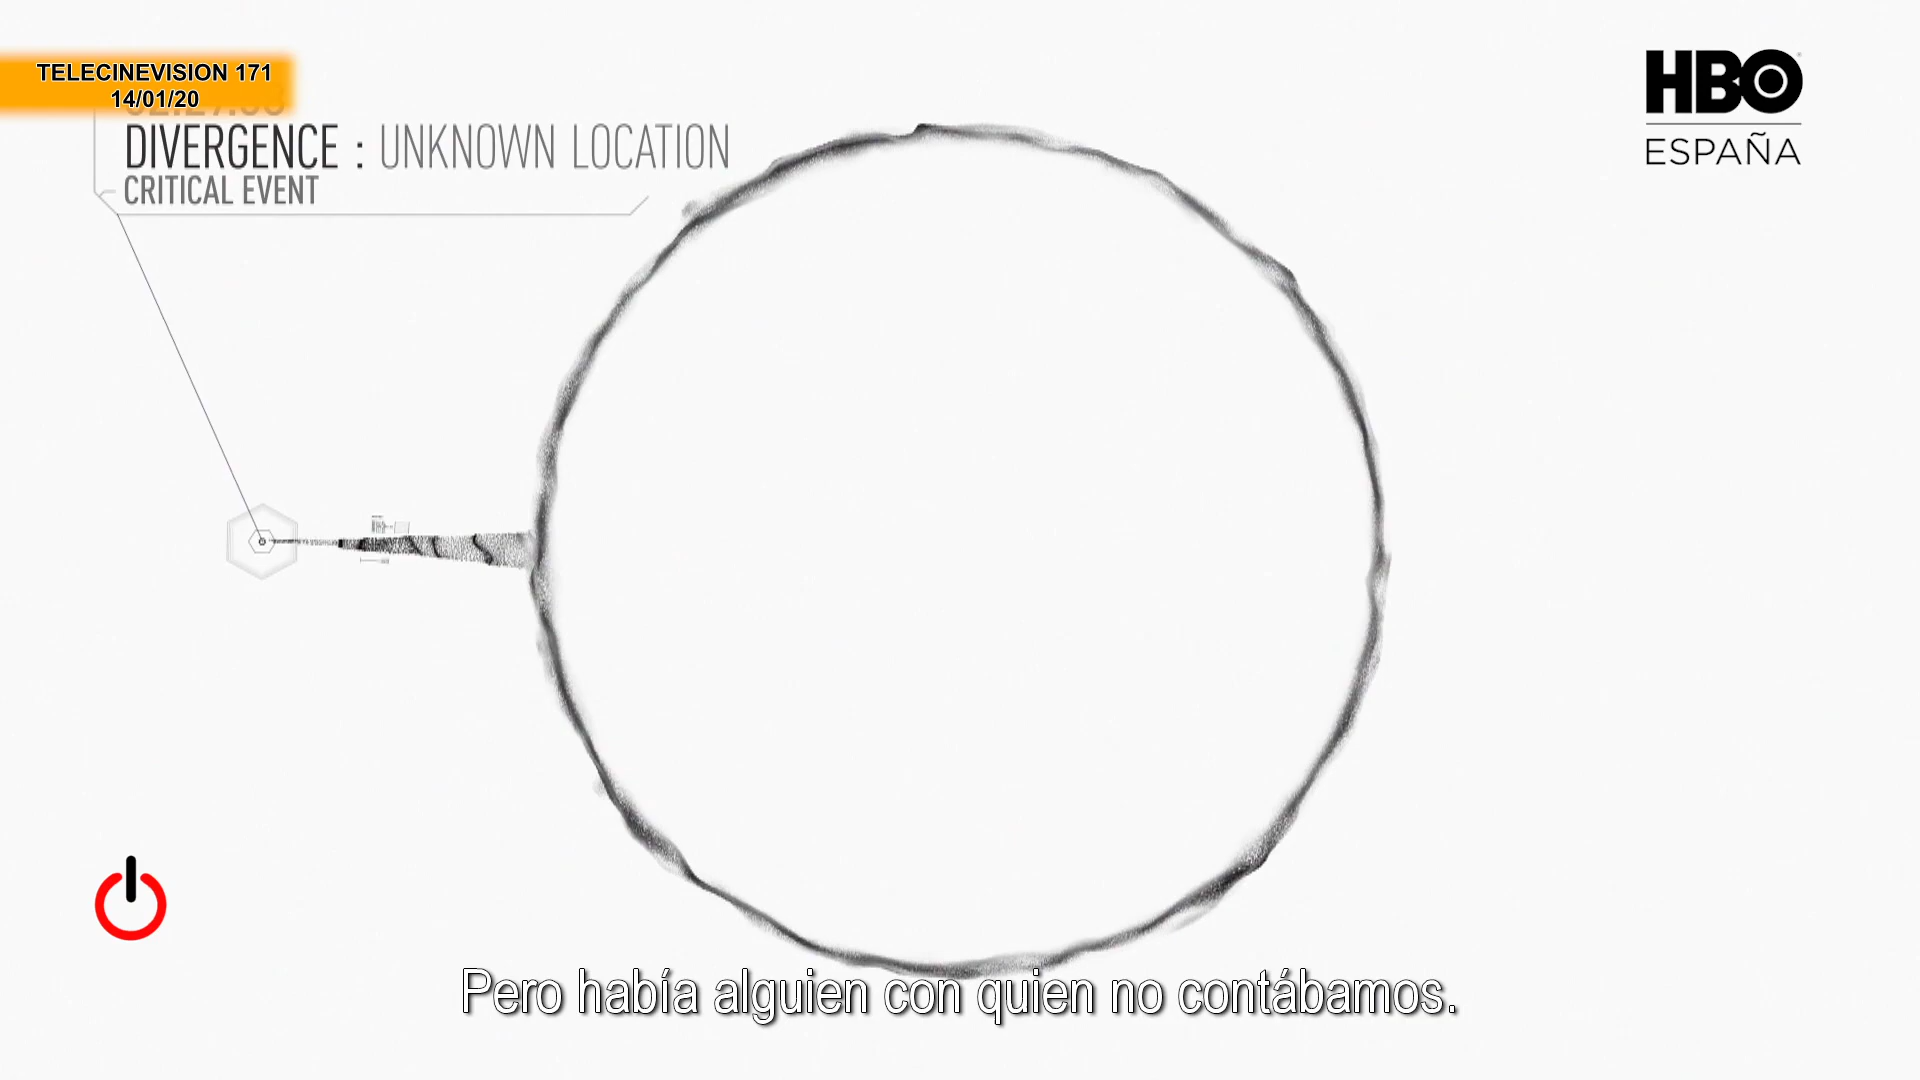 TELECINEVISION 171
14/01/20
DIVERGENCE : UNKNOWN LOCATION
CRITICAL EVENT
HBO
ESPAÑA
Pero había alguien con quien no contábamos.